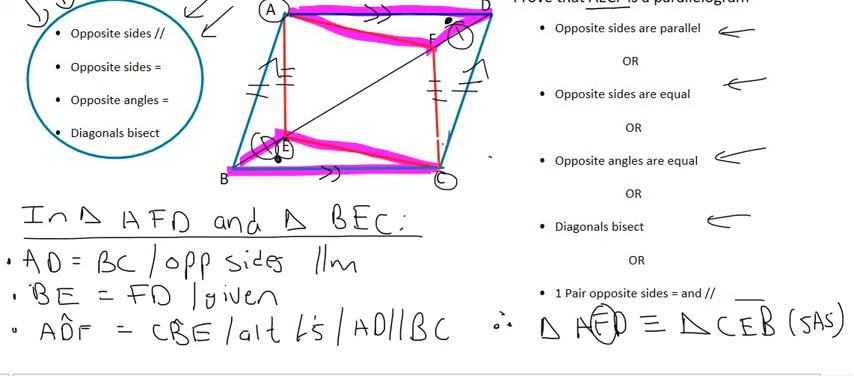 • Opposite sides //
• Opposite sides =
• Opposite angles =
• Diagonals bisect
A
D
F
E
B
C
AECF is a parallelogram
• Opposite sides are parallel
OR
• Opposite sides are equal
OR
• Opposite angles are equal
OR
• Diagonals bisect
OR
• 1 Pair opposite sides = and //
In Δ AFD and Δ BEC:
• AD = BC / opp sides //m
• BE = FD / given
• AD̂F = CB̂E / alt ∠'s / AD//BC
∴ Δ AFD ≡ Δ CEB (SAS)